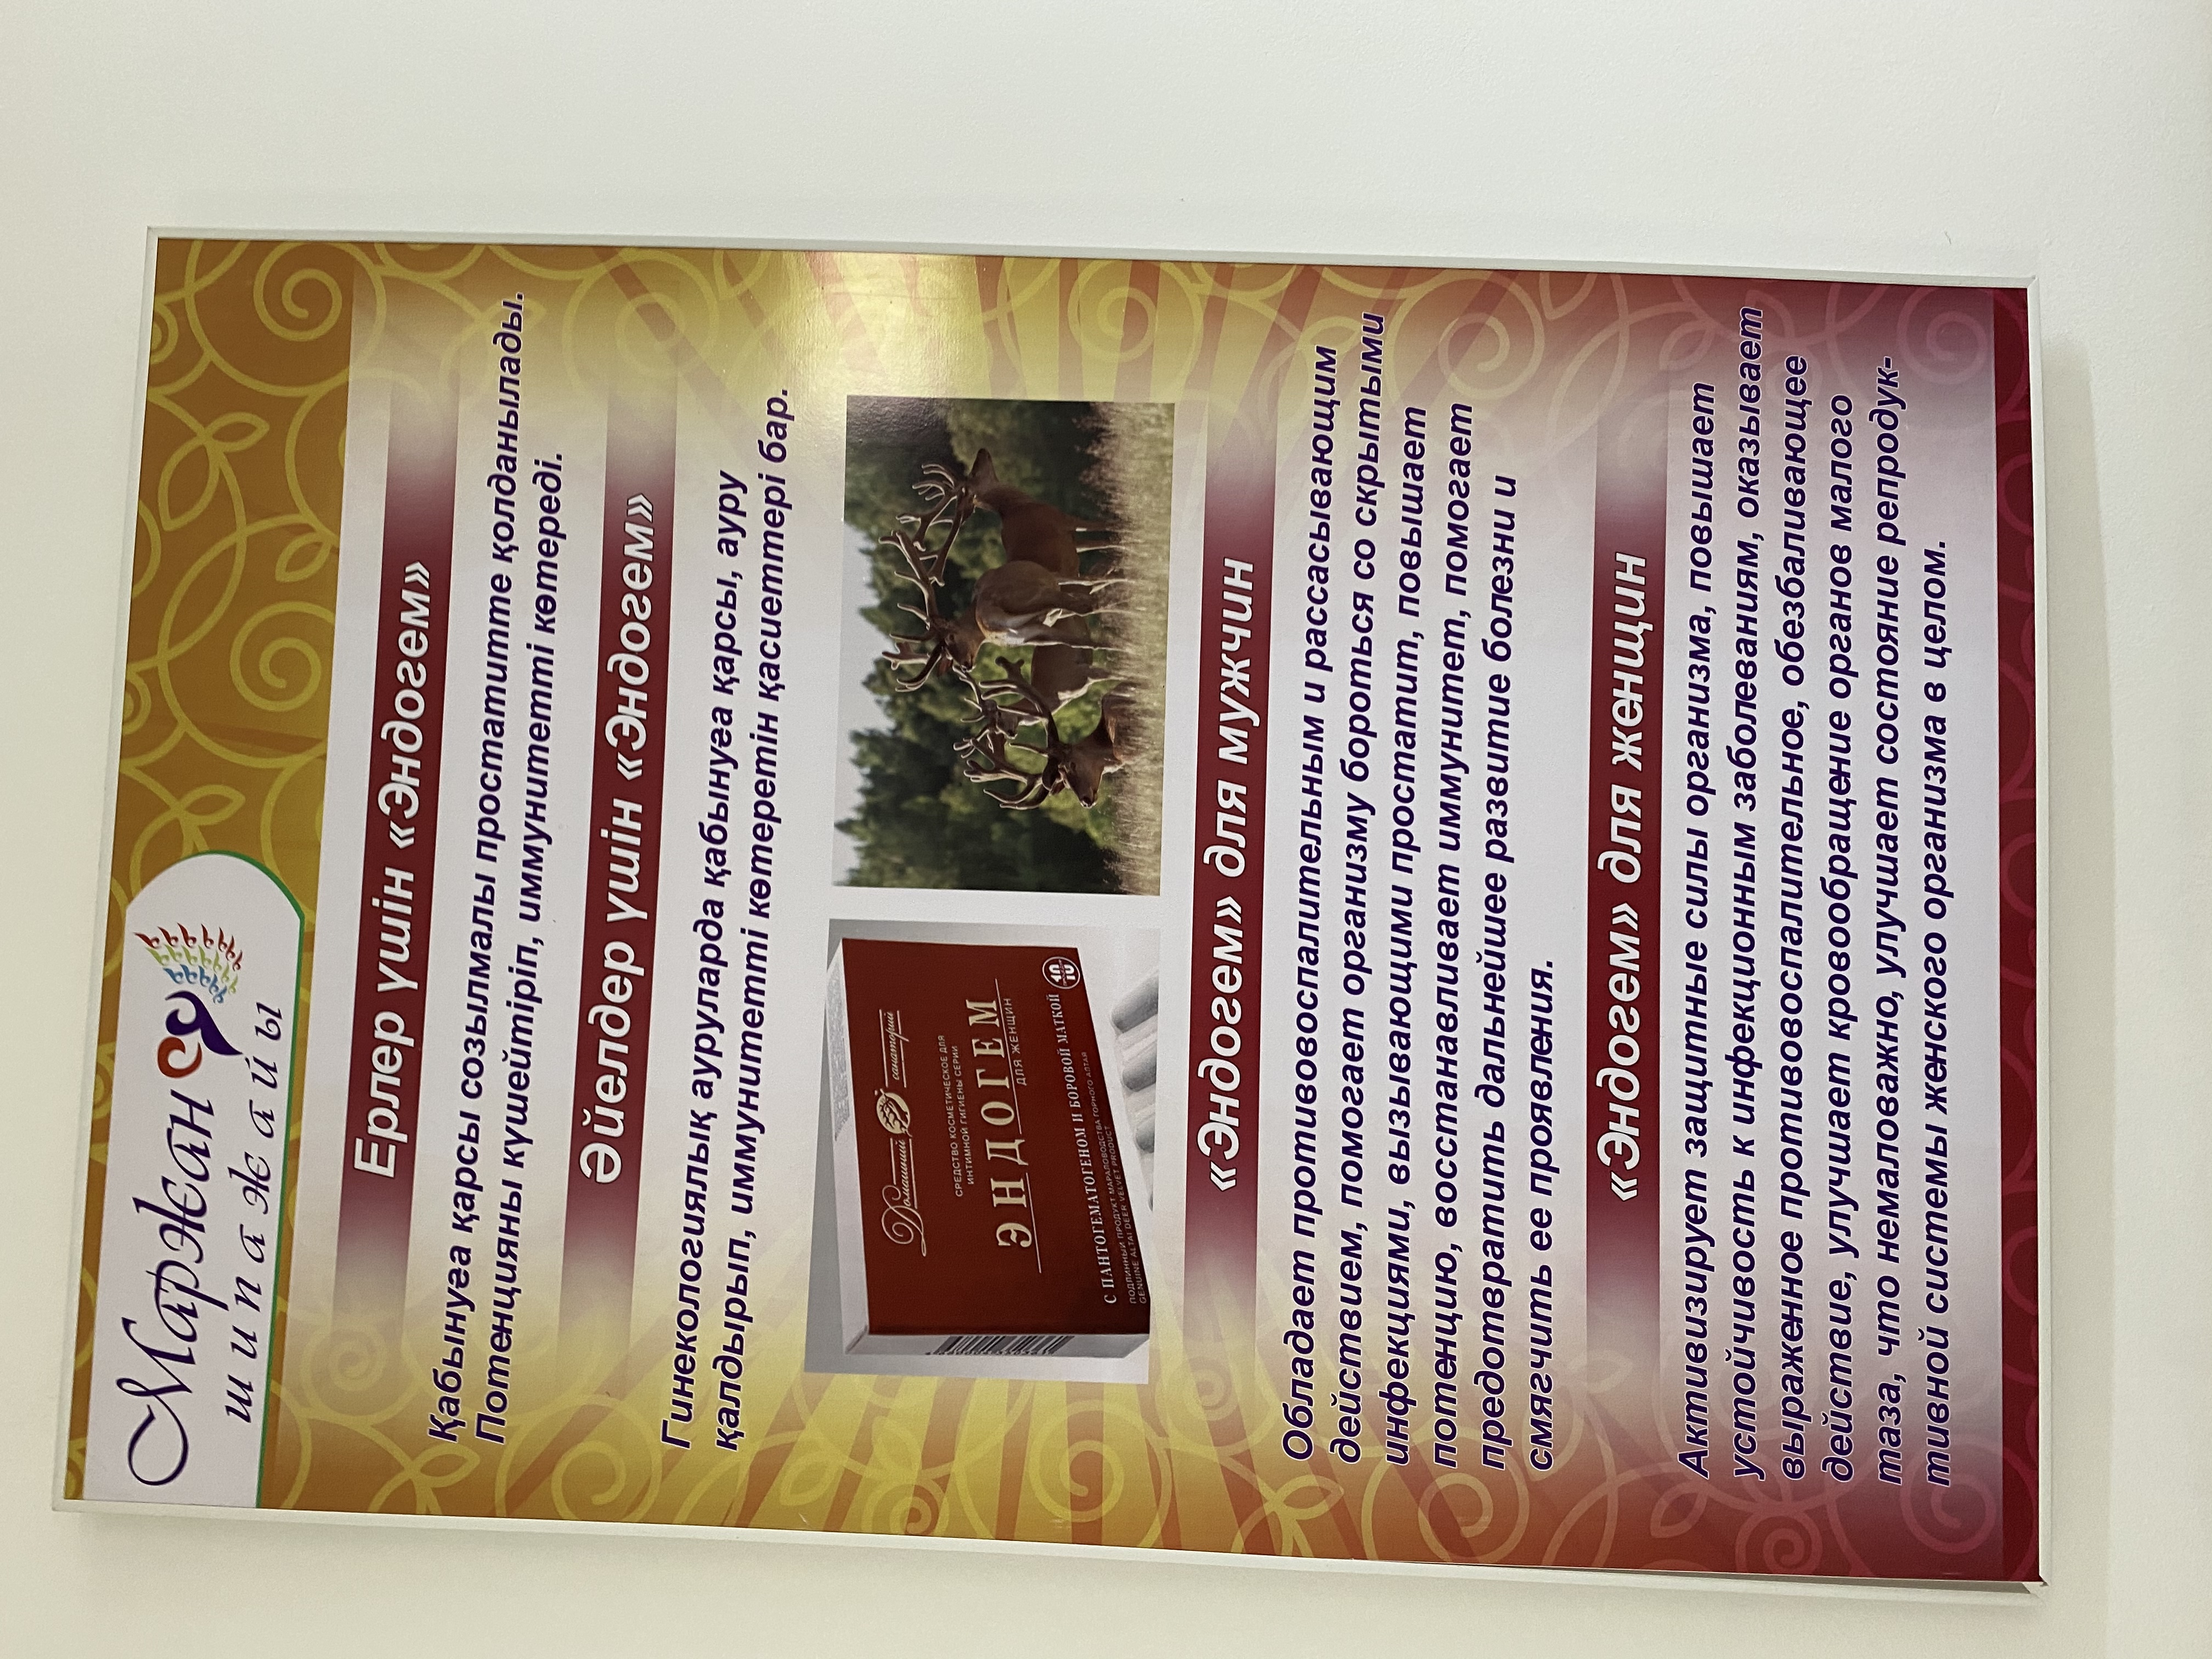 Маржан
шипажайы
Ерлер үшін «Эндогем»
Қабынуға қарсы созылмалы простатитте қолданылады.
Потенцияны күшейтіріп, иммунитетті көтереді.
Әйелдер үшін «Эндогем»
Гинекологиялық ауруларда қабынуға қарсы, ауру
қалдырып, иммунитетті көтеретін қасиеттері бар.
Домашний санаторий
СРЕДСТВО КОСМЕТИЧЕСКОЕ ДЛЯ
ИНТИМНОЙ ГИГИЕНЫ СЕРИИ
ЭНДОГЕМ
ДЛЯ ЖЕНЩИН
С ПАНТОГЕМАТОГЕНОМ И БОРОВОЙ МАТКОЙ
10
ПОДЛИННЫЙ ПРОДУКТ МАРАЛОВОДСТВА ГОРНОГО АЛТАЯ
GENUINE ALTAI DEER VELVET PRODUCT
«Эндогем» для мужчин
Обладает противовоспалительным и рассасывающим
действием, помогает организму бороться со скрытыми
инфекциями, вызывающими простатит, повышает
потенцию, восстанавливает иммунитет, помогает
предотвратить дальнейшее развитие болезни и
смягчить ее проявления.
«Эндогем» для женщин
Активизирует защитные силы организма, повышает
устойчивость к инфекционным заболеваниям, оказывает
выраженное противовоспалительное, обезбаливающее
действие, улучшает кровообращение органов малого
таза, что немаловажно, улучшает состояние репродук-
тивной системы женского организма в целом.